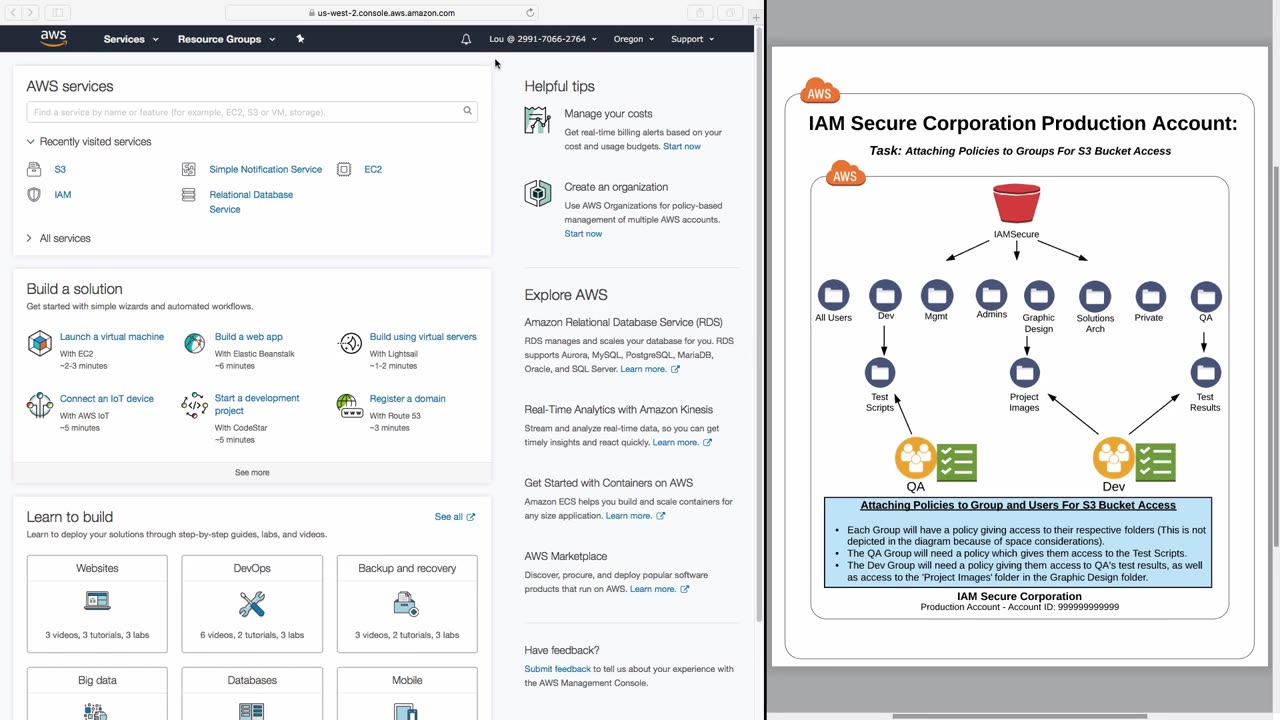 us-west-2.console.aws.amazon.com
aws
Services
Resource Groups
Lou @ 2991-7066-2764
Oregon
Support
AWS services
Find a service by name or feature (for example, EC2, S3 or VM, storage).
Recently visited services
S3
Simple Notification Service
EC2
IAM
Relational Database
Service
All services
Build a solution
Get started with simple wizards and automated workflows.
Launch a virtual machine
With EC2
~2-3 minutes
Build a web app
With Elastic Beanstalk
~6 minutes
Build using virtual servers
With Lightsail
~1-2 minutes
Connect an IoT device
With AWS IoT
~5 minutes
Start a development
project
With CodeStar
~5 minutes
Register a domain
With Route 53
~3 minutes
See more
Learn to build
See all
Learn to deploy your solutions through step-by-step guides, labs, and videos.
Websites
3 videos, 3 tutorials, 3 labs
DevOps
6 videos, 2 tutorials, 3 labs
Backup and recovery
3 videos, 2 tutorials, 3 labs
Big data
Databases
Mobile
Helpful tips
Manage your costs
Get real-time billing alerts based on your
cost and usage budgets. Start now
Create an organization
Use AWS Organizations for policy-based
management of multiple AWS accounts.
Start now
Explore AWS
Amazon Relational Database Service (RDS)
RDS manages and scales your database for you. RDS
supports Aurora, MySQL, PostgreSQL, MariaDB,
Oracle, and SQL Server. Learn more.
Real-Time Analytics with Amazon Kinesis
Stream and analyze real-time data, so you can get
timely insights and react quickly. Learn more.
Get Started with Containers on AWS
Amazon ECS helps you build and scale containers for
any size application. Learn more.
AWS Marketplace
Discover, procure, and deploy popular software
products that run on AWS. Learn more.
Have feedback?
Submit feedback to tell us about your experience with
the AWS Management Console.
AWS
IAM Secure Corporation Production Account:
Task: Attaching Policies to Groups For S3 Bucket Access
AWS
IAMSecure
All Users
Dev
Mgmt
Admins
Graphic
Design
Solutions
Arch
Private
QA
Test
Scripts
Project
Images
Test
Results
QA
Dev
Attaching Policies to Group and Users For S3 Bucket Access
• Each Group will have a policy giving access to their respective folders (This is not
depicted in the diagram because of space considerations).
• The QA Group will need a policy which gives them access to the Test Scripts.
• The Dev Group will need a policy giving them access to QA's test results, as well
as access to the 'Project Images' folder in the Graphic Design folder.
IAM Secure Corporation
Production Account - Account ID: 999999999999